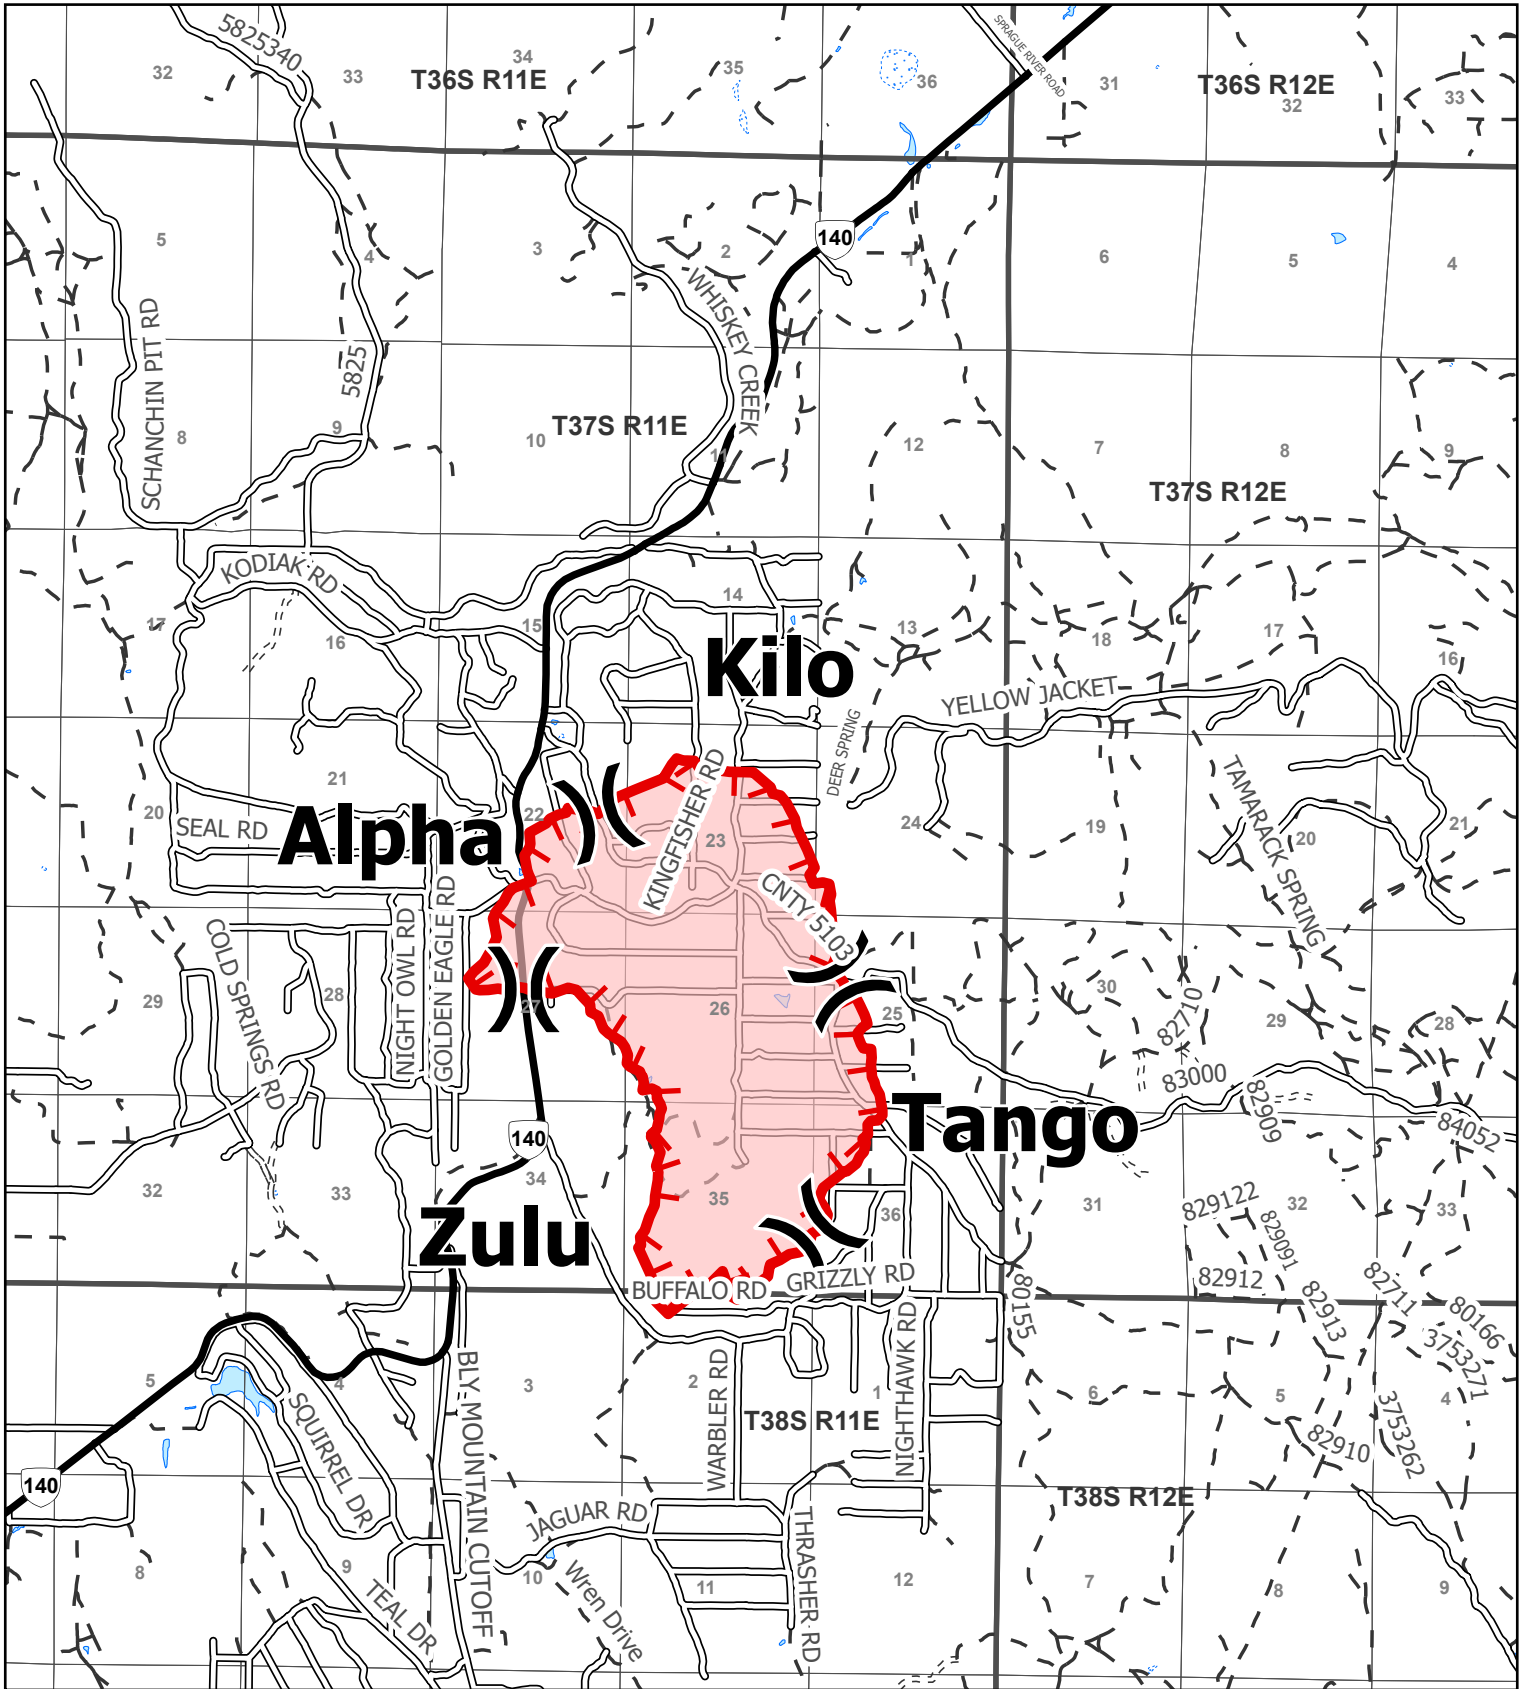 5825340
SPRAGUE RIVER ROAD
32
33
34
T36S R11E
35
36
31
T36S R12E
32
33
5
4
3
2
140
1
6
5
4
SCHANCHIN PIT RD
5825
WHISKEY CREEK
8
9
10
T37S R11E
11
12
7
8
9
T37S R12E
KODIAK RD
14
17
16
15
13
18
17
16
Kilo
YELLOW JACKET
DEER SPRING
TAMARACK SPRING
21
20
22
SEAL RD
Alpha
KINGFISHER RD
23
24
19
20
21
CNTY 5103
COLD SPRINGS RD
NIGHT OWL RD
GOLDEN EAGLE RD
29
28
27
26
25
30
82710
29
28
83000
82909
84052
Tango
140
32
33
34
35
36
31
829122
32
33
829091
Zulu
BUFFALO RD
GRIZZLY RD
82912
80155
82913
82711
80166
3753271
5
4
3
2
1
6
5
4
BLY MOUNTAIN CUTOFF
SQUIRREL DR
WARBLER RD
T38S R11E
NIGHTHAWK RD
82910
3753262
140
T38S R12E
JAGUAR RD
THRASHER RD
8
9
10
11
12
7
8
9
TEAL DR
Wren Drive